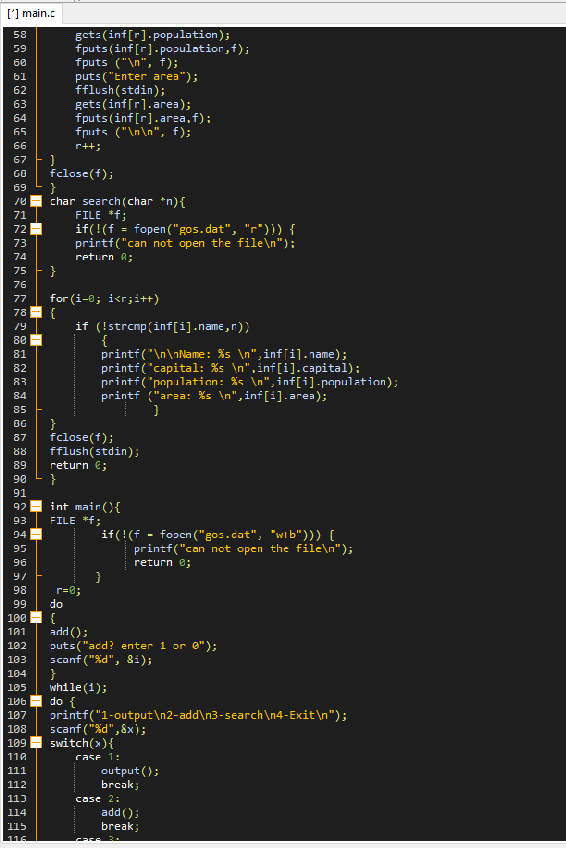 [*] main.c
58 gets(inf[r].population);
59 fputs(inf[r].population,f);
60 fputs ("\n", f);
61 puts("Enter area");
62 fflush(stdin);
63 gets(inf[r].area);
64 fputs(inf[r].area,f);
65 fputs ("\n\n", f);
66 r++;
67 }
68 fclose(f);
69 }
70 char search(char *n){
71 FILE *f;
72 if(!(f = fopen("gos.dat", "r"))) {
73 printf("can not open the file\n");
74 return 0;
75 }
76
77 for(i=0; i<r;i++)
78 {
79 if (!strcmp(inf[i].name,n))
80 {
81 printf("\n\nName: %s \n",inf[i].name);
82 printf("capital: %s \n",inf[i].capital);
83 printf("population: %s \n",inf[i].population);
84 printf ("area: %s \n",inf[i].area);
85 }
86 }
87 fclose(f);
88 fflush(stdin);
89 return 0;
90 }
91
92 int main(){
93 FILE *f;
94 if(!(f = fopen("gos.dat", "w+b"))) {
95 printf("can not open the file\n");
96 return 0;
97 }
98 r=0;
99 do
100 {
101 add();
102 puts("add? enter 1 or 0");
103 scanf("%d", &i);
104 }
105 while(i);
106 do {
107 printf("1-output\n2-add\n3-search\n4-Exit\n");
108 scanf("%d",&x);
109 switch(x){
110 case 1:
111 output();
112 break;
113 case 2:
114 add();
115 break;
116 case 3: